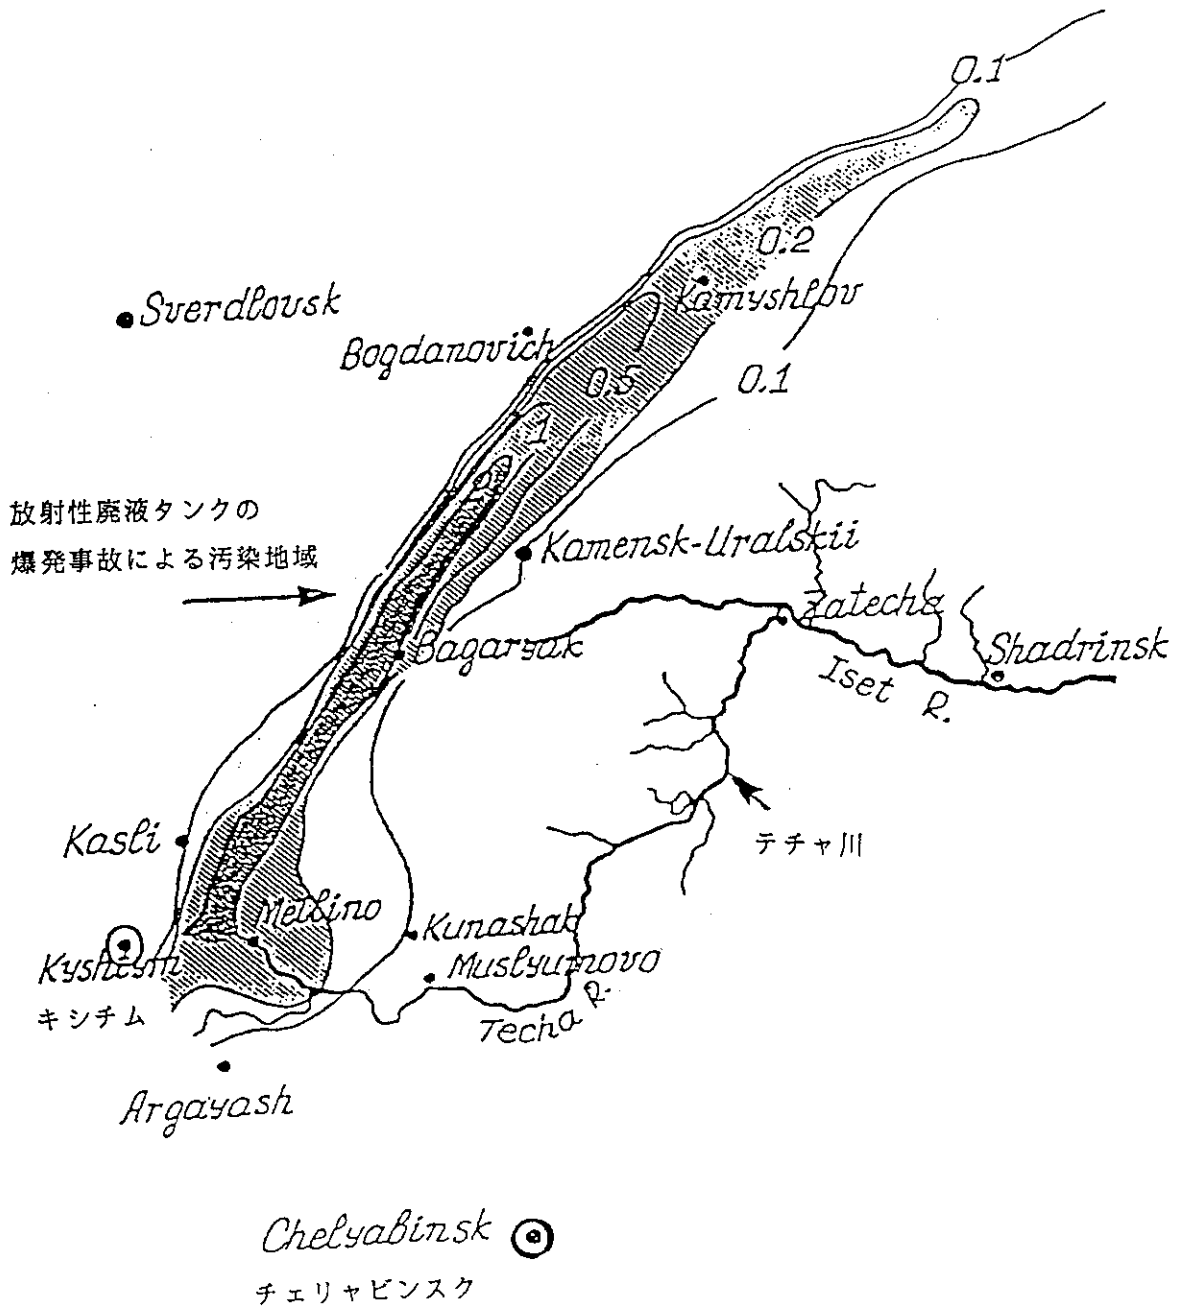 0.1
0.2
Sverdlovsk
Kamyshlov
Bogdanovich
0.5
0.1
1
放射性廃液タンクの
爆発事故による汚染地域
Kamensk-Uralskii
Zatecha
Bagaryak
Shadrinsk
Iset R.
テチャ川
Kasli
Metlino
Kunashak
Kyshtym
キシチム
Muslyumovo
Techa R.
Argayash
Chelyabinsk
チェリャビンスク